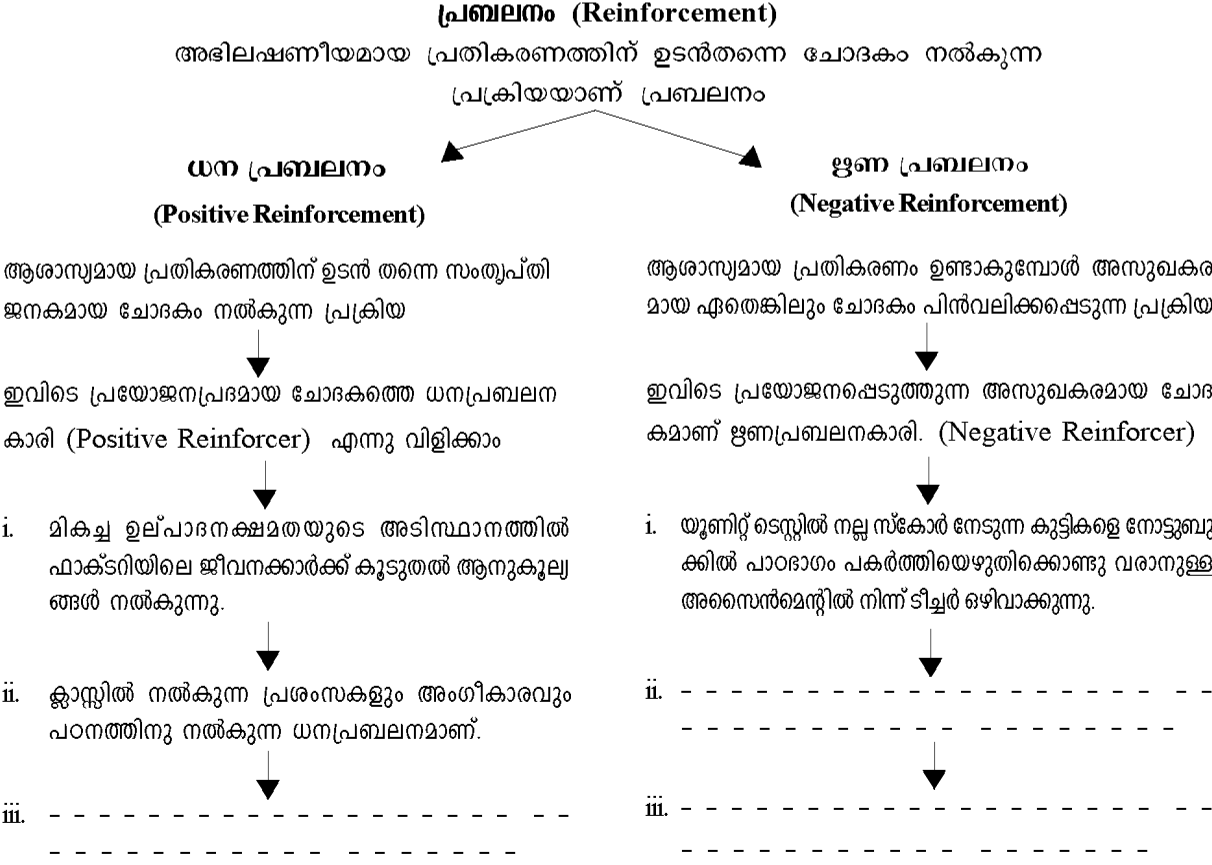 പ്രബലനം (Reinforcement)
അഭിലഷണീയമായ പ്രതികരണത്തിന് ഉടൻതന്നെ ചോദകം നൽകുന്ന
പ്രക്രിയയാണ് പ്രബലനം
ധന പ്രബലനം
(Positive Reinforcement)
ആശാസ്യമായ പ്രതികരണത്തിന് ഉടൻ തന്നെ സംതൃപ്തി
ജനകമായ ചോദകം നൽകുന്ന പ്രക്രിയ
ഇവിടെ പ്രയോജനപ്രദമായ ചോദകത്തെ ധനപ്രബലന
കാരി (Positive Reinforcer) എന്നു വിളിക്കാം
i. മികച്ച ഉല്പാദനക്ഷമതയുടെ അടിസ്ഥാനത്തിൽ
ഫാക്ടറിയിലെ ജീവനക്കാർക്ക് കൂടുതൽ ആനുകൂല്യ
ങ്ങൾ നൽകുന്നു.
ii. ക്ലാസ്സിൽ നൽകുന്ന പ്രശംസകളും അംഗീകാരവും
പഠനത്തിനു നൽകുന്ന ധനപ്രബലനമാണ്.
iii. – – – – – – – – – – – – – – – – – – – –
– – – – – – – – – – – – – – – – – –
ഋണ പ്രബലനം
(Negative Reinforcement)
ആശാസ്യമായ പ്രതികരണം ഉണ്ടാകുമ്പോൾ അസുഖകര
മായ ഏതെങ്കിലും ചോദകം പിൻവലിക്കപ്പെടുന്ന പ്രക്രിയ
ഇവിടെ പ്രയോജനപ്പെടുത്തുന്ന അസുഖകരമായ ചോദ
കമാണ് ഋണപ്രബലനകാരി. (Negative Reinforcer)
i. യൂണിറ്റ് ടെസ്റ്റിൽ നല്ല സ്കോർ നേടുന്ന കുട്ടികളെ നോട്ടുബു
ക്കിൽ പാഠഭാഗം പകർത്തിയെഴുതിക്കൊണ്ടു വരാനുള്ള
അസൈൻമെന്റിൽ നിന്ന് ടീച്ചർ ഒഴിവാക്കുന്നു.
ii. – – – – – – – – – – – – – – – – – – – –
– – – – – – – – – – – – – – – – – –
iii. – – – – – – – – – – – – – – – – – – – –
– – – – – – – – – – – – – – – – – –